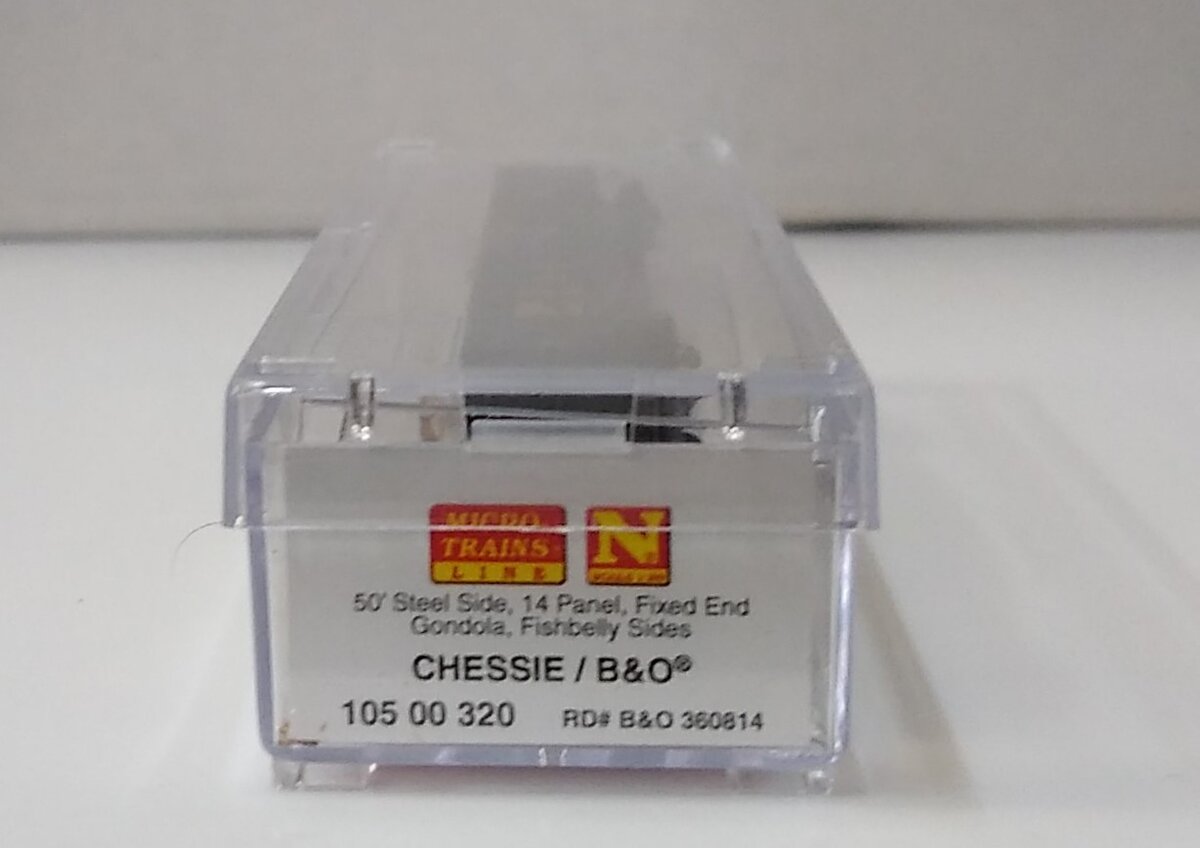 MICRO-
TRAINS
LINE
N
50' Steel Side, 14 Panel, Fixed End
Gondola, Fishbelly Sides
CHESSIE / B&O®
105 00 320 RD# B&O 360814